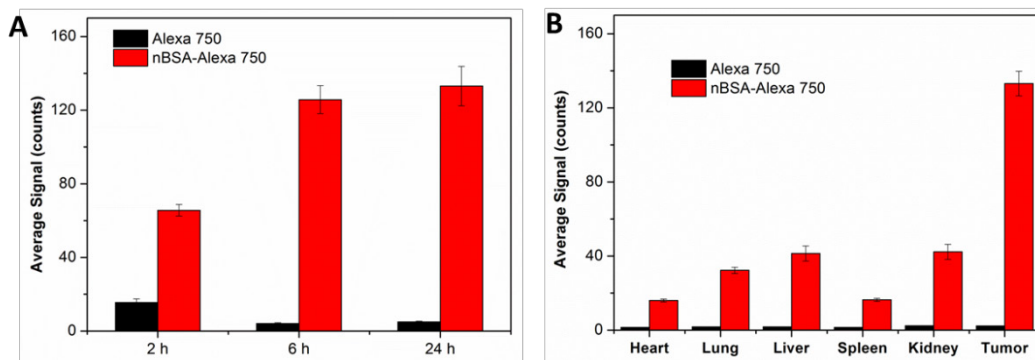 A
Average Signal (counts)
160
120
80
40
0
Alexa 750
nBSA-Alexa 750
2 h 6 h 24 h
B
Average Signal (counts)
160
120
80
40
0
Alexa 750
nBSA-Alexa 750
Heart Lung Liver Spleen Kidney Tumor